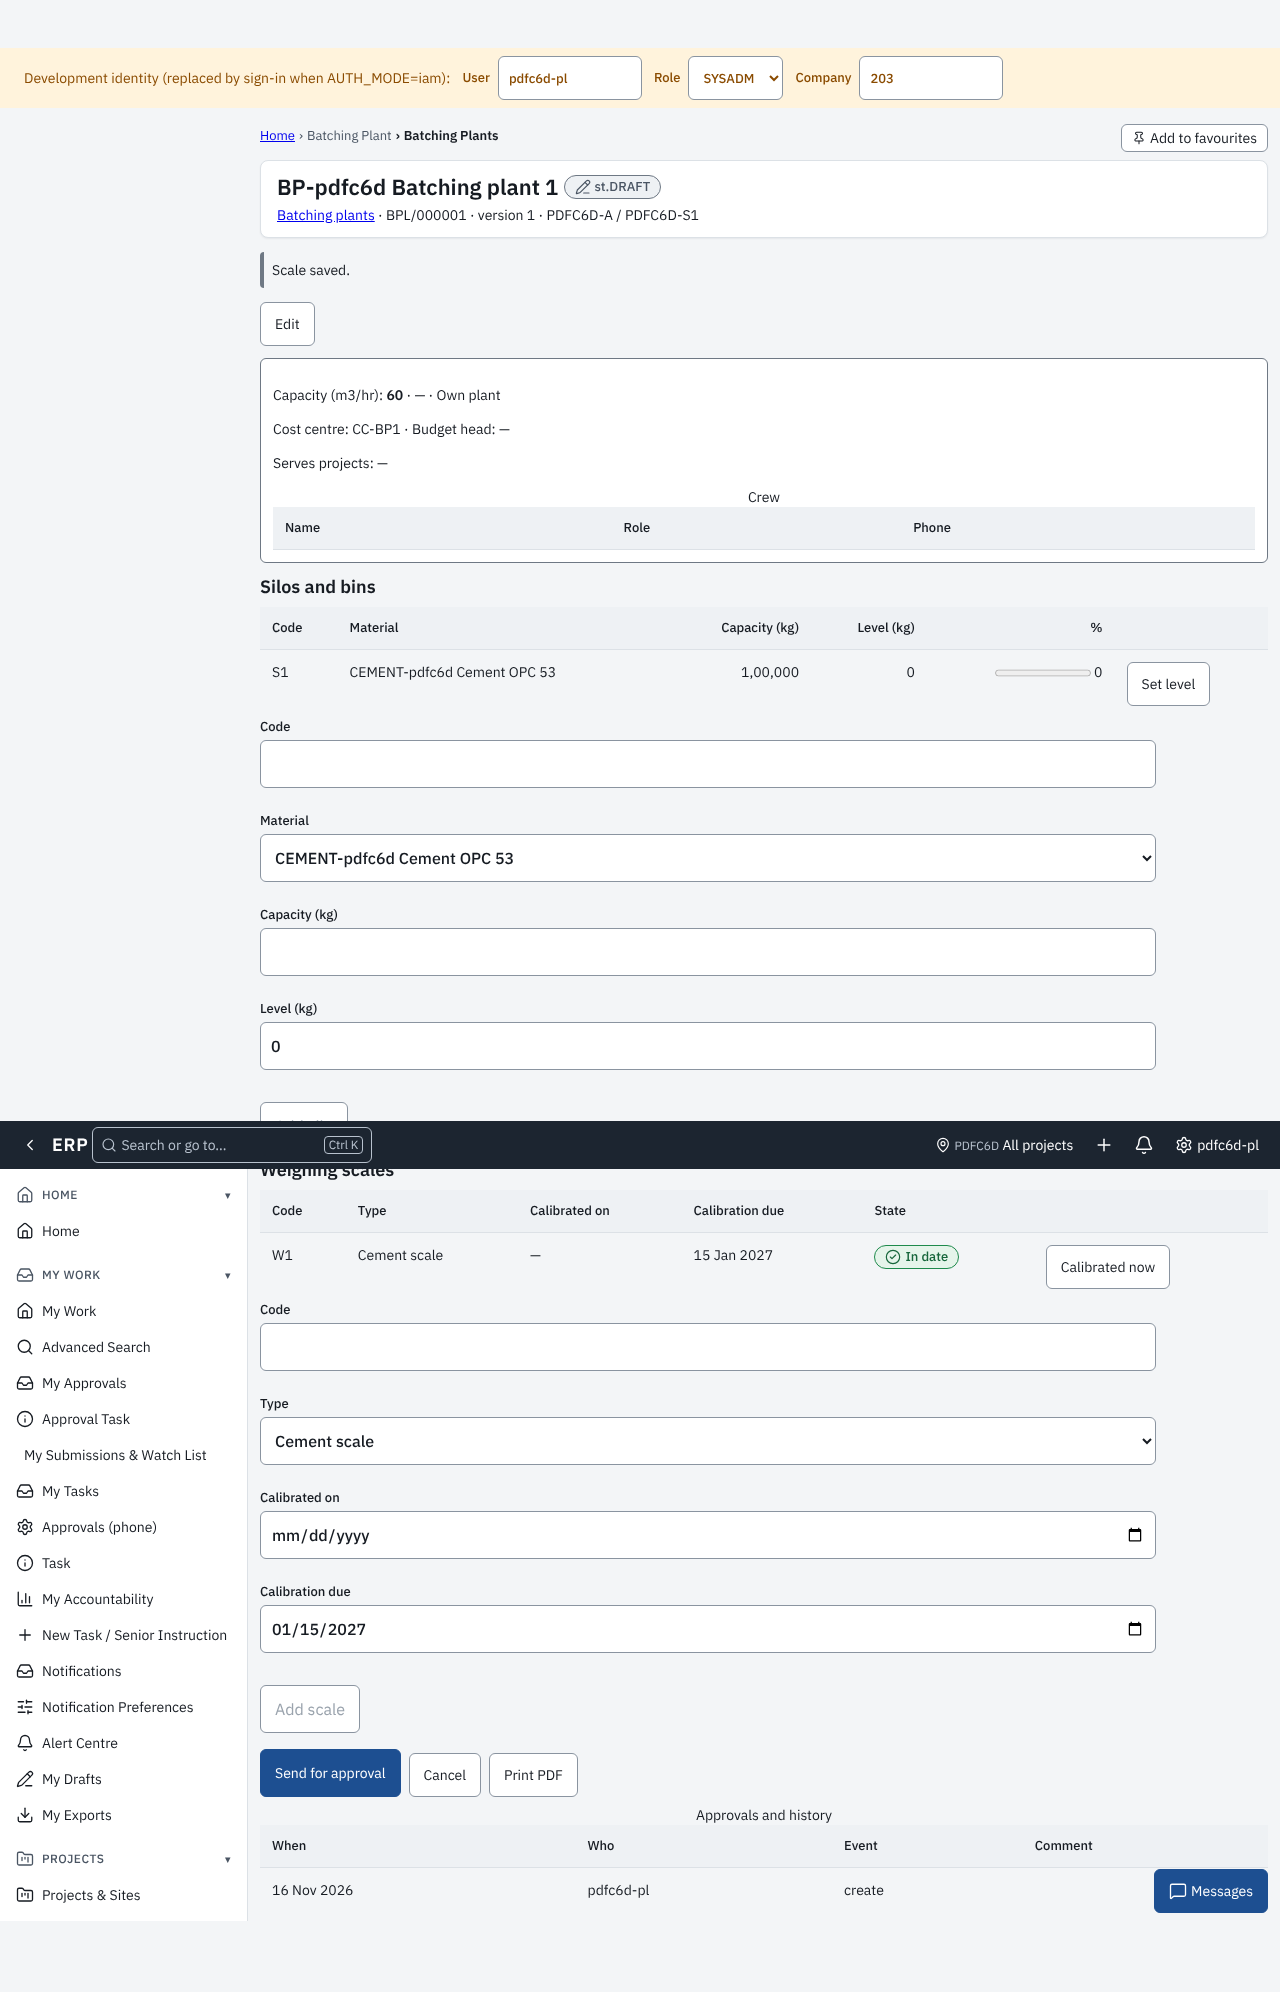 Development identity (replaced by sign-in when AUTH_MODE=iam): User pdfc6d-pl Role SYSADM Company 203
Home › Batching Plant › Batching Plants
Add to favourites
BP-pdfc6d Batching plant 1 st.DRAFT
Batching plants · BPL/000001 · version 1 · PDFC6D-A / PDFC6D-S1
Scale saved.
Edit
Capacity (m3/hr): 60 · — · Own plant
Cost centre: CC-BP1 · Budget head: —
Serves projects: —
Crew
Name Role Phone
Silos and bins
Code Material Capacity (kg) Level (kg) %
S1 CEMENT-pdfc6d Cement OPC 53 1,00,000 0 0 Set level
Code
Material
CEMENT-pdfc6d Cement OPC 53
Capacity (kg)
Level (kg)
0
ERP Search or go to... Ctrl K PDFC6D All projects pdfc6d-pl
Weighing scales
Code Type Calibrated on Calibration due State
W1 Cement scale — 15 Jan 2027 In date Calibrated now
Code
Type
Cement scale
Calibrated on
mm/dd/yyyy
Calibration due
01/15/2027
Add scale
Send for approval Cancel Print PDF
Approvals and history
When Who Event Comment
16 Nov 2026 pdfc6d-pl create
Messages
HOME
Home
MY WORK
My Work
Advanced Search
My Approvals
Approval Task
My Submissions & Watch List
My Tasks
Approvals (phone)
Task
My Accountability
New Task / Senior Instruction
Notifications
Notification Preferences
Alert Centre
My Drafts
My Exports
PROJECTS
Projects & Sites